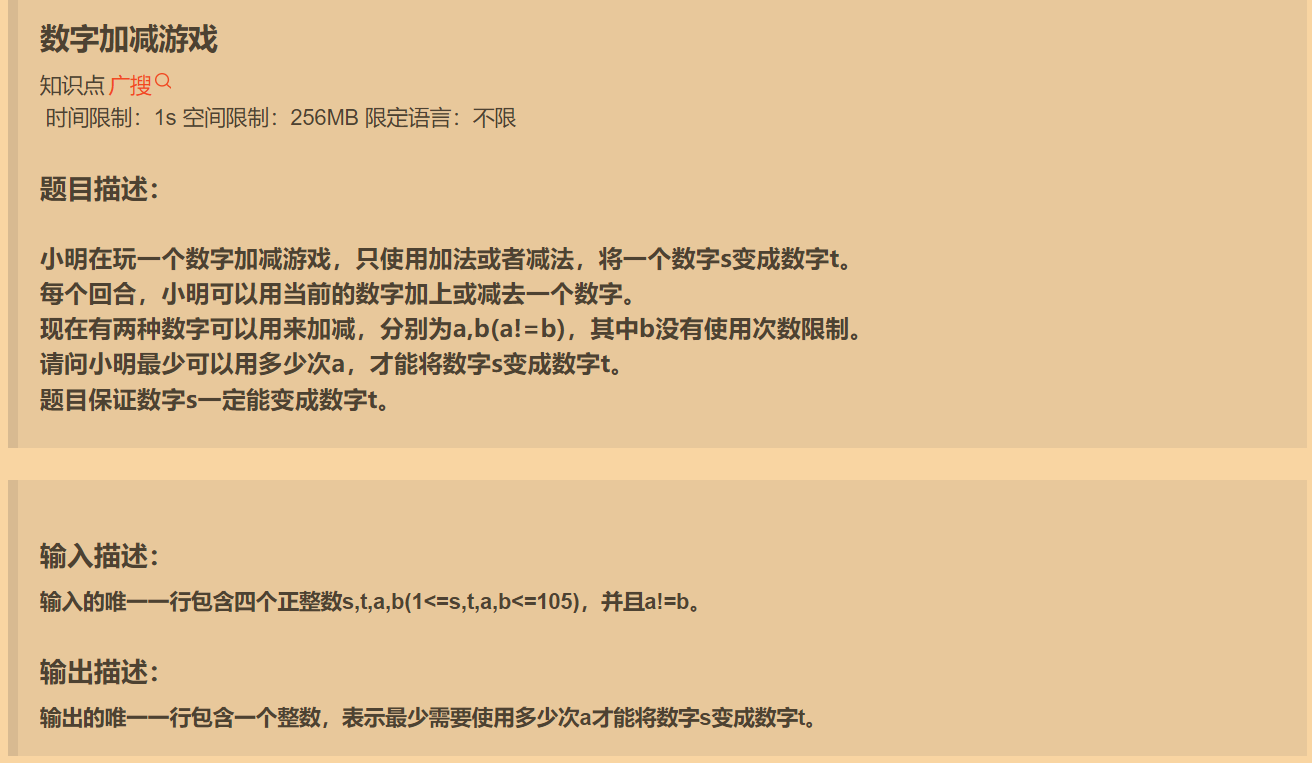 数字加减游戏
知识点 广搜
时间限制：1s 空间限制：256MB 限定语言：不限
题目描述：
小明在玩一个数字加减游戏，只使用加法或者减法，将一个数字s变成数字t。
每个回合，小明可以用当前的数字加上或减去一个数字。
现在有两种数字可以用来加减，分别为a,b(a!=b)，其中b没有使用次数限制。
请问小明最少可以用多少次a，才能将数字s变成数字t。
题目保证数字s一定能变成数字t。
输入描述：
输入的唯一一行包含四个正整数s,t,a,b(1<=s,t,a,b<=105)，并且a!=b。
输出描述：
输出的唯一一行包含一个整数，表示最少需要使用多少次a才能将数字s变成数字t。